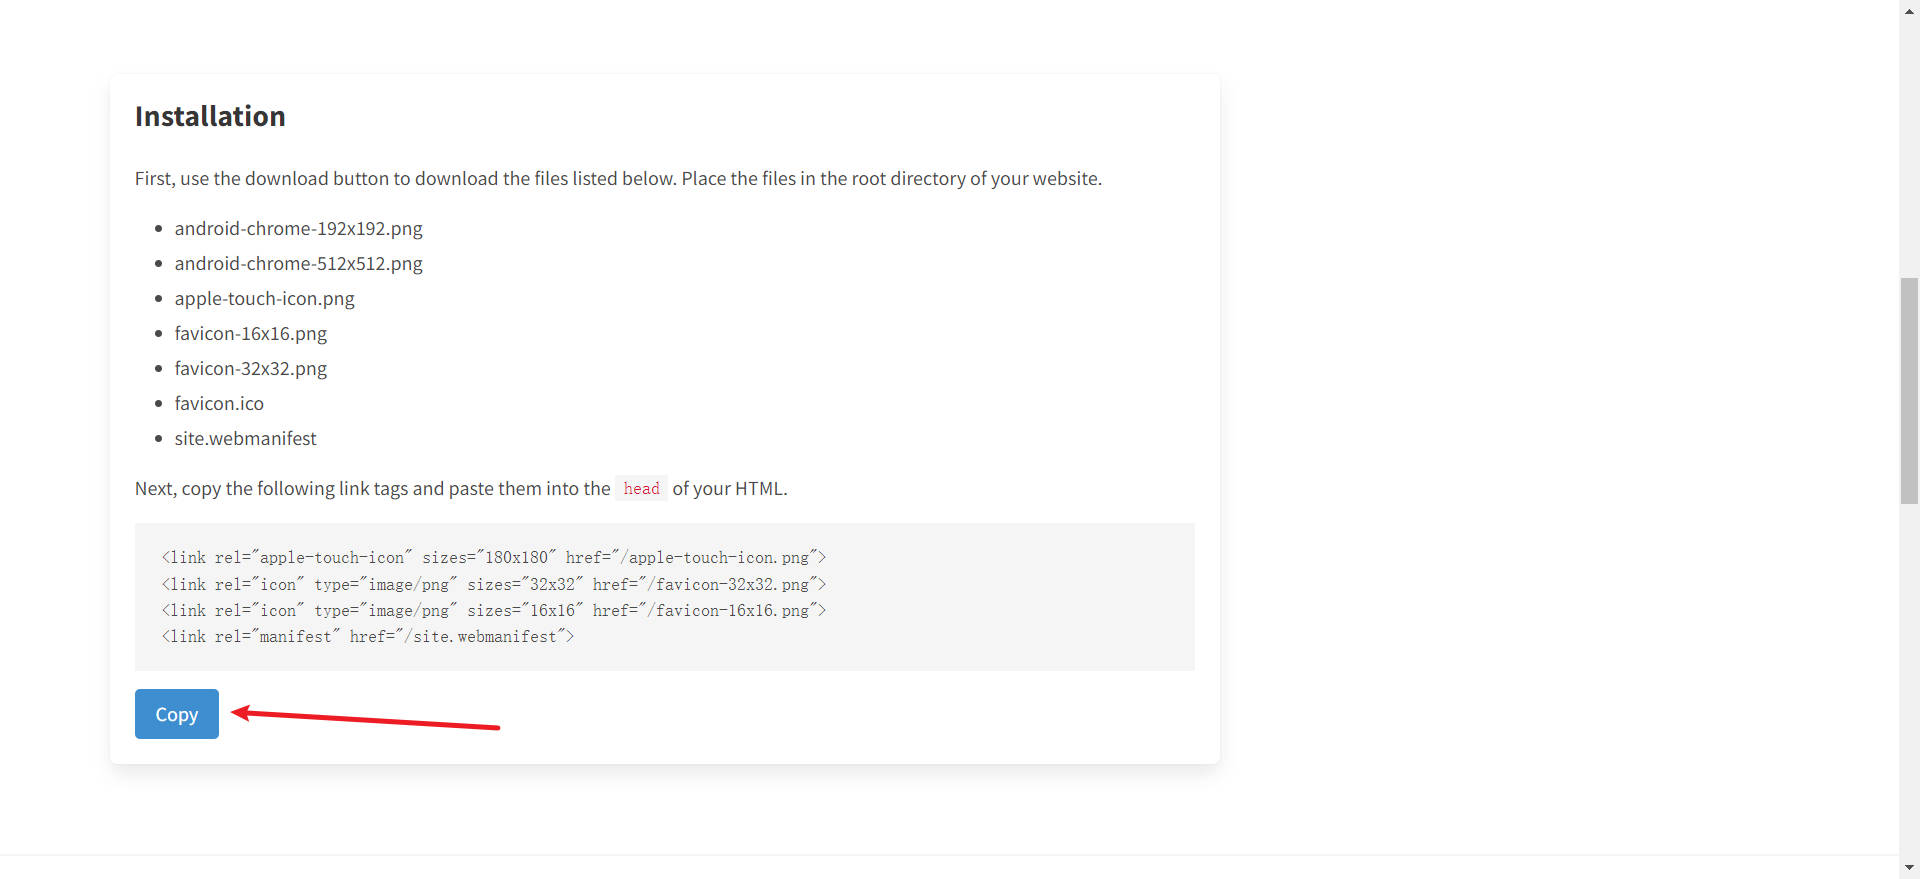 Installation
First, use the download button to download the files listed below. Place the files in the root directory of your website.
android-chrome-192x192.png
android-chrome-512x512.png
apple-touch-icon.png
favicon-16x16.png
favicon-32x32.png
favicon.ico
site.webmanifest
Next, copy the following link tags and paste them into the head of your HTML.
<link rel="apple-touch-icon" sizes="180x180" href="/apple-touch-icon.png">
<link rel="icon" type="image/png" sizes="32x32" href="/favicon-32x32.png">
<link rel="icon" type="image/png" sizes="16x16" href="/favicon-16x16.png">
<link rel="manifest" href="/site.webmanifest">
Copy